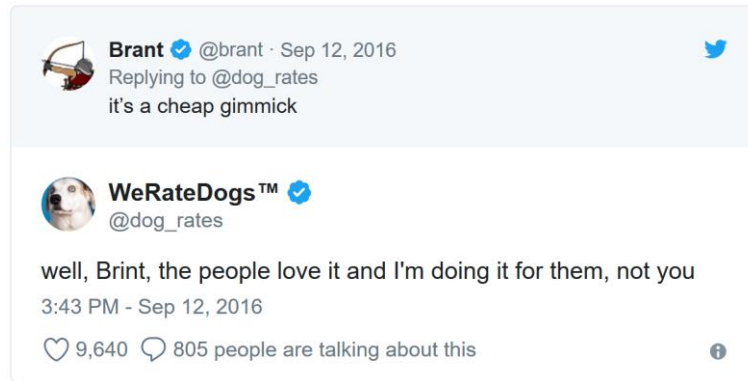 Brant @brant · Sep 12, 2016
Replying to @dog_rates
it's a cheap gimmick
WeRateDogs™
@dog_rates
well, Brint, the people love it and I'm doing it for them, not you
3:43 PM - Sep 12, 2016
9,640 805 people are talking about this